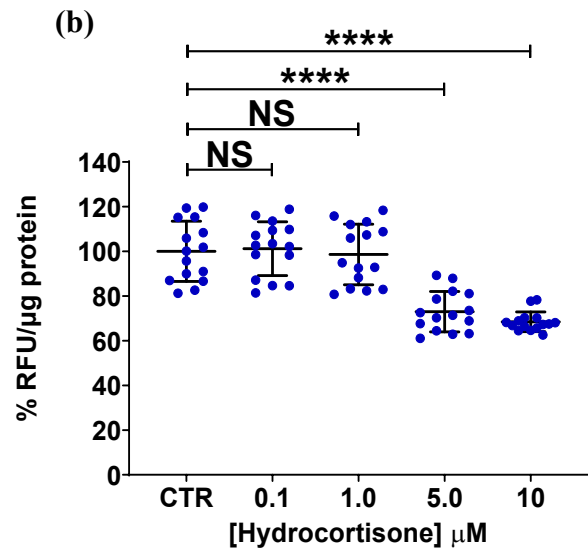 (b)
****
****
NS
NS
140
120
100
80
60
40
20
0
% RFU/µg protein
CTR 0.1 1.0 5.0 10
[Hydrocortisone] µM